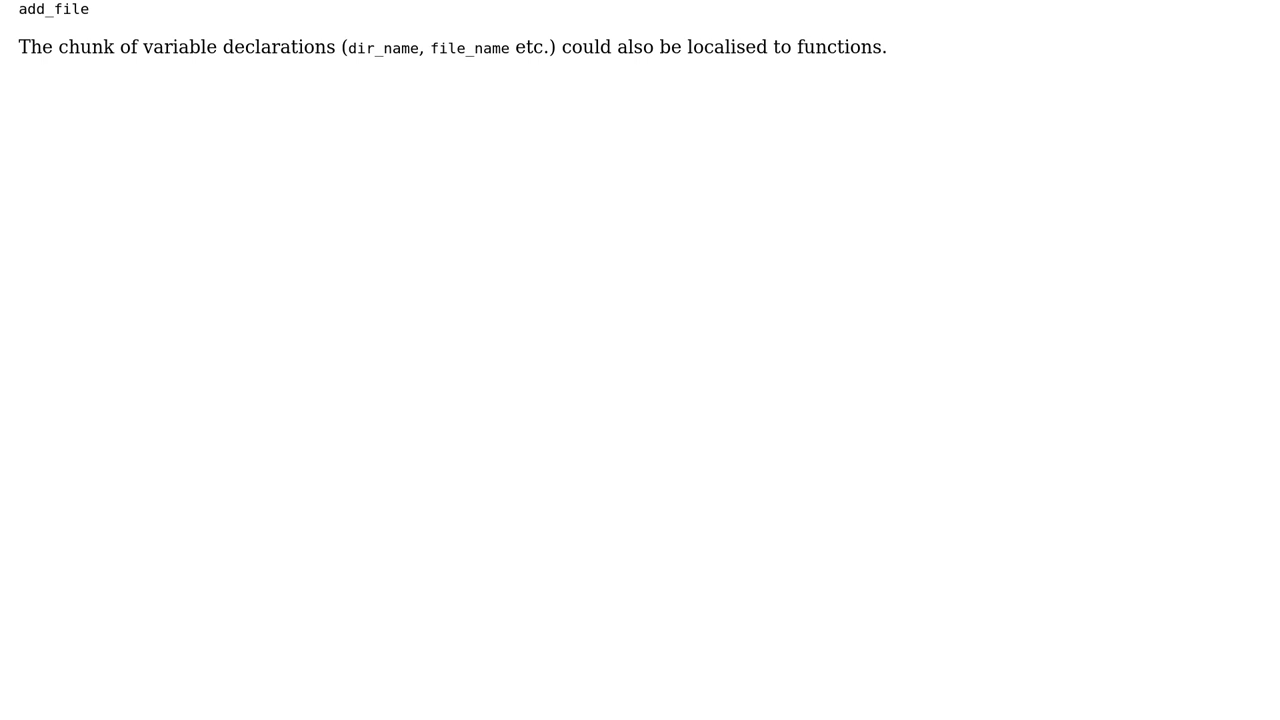 add_file
The chunk of variable declarations (dir_name, file_name etc.) could also be localised to functions.